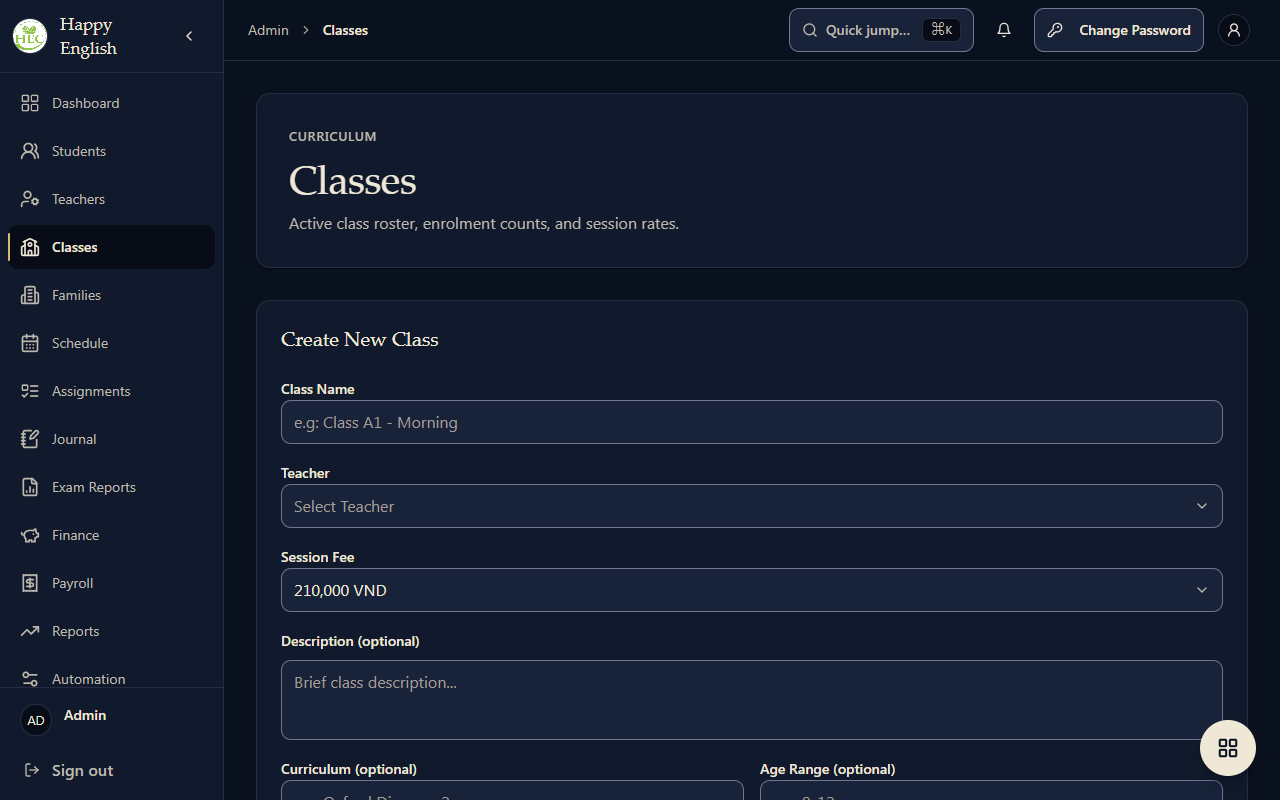 HEC
Happy
English
Dashboard
Students
Teachers
Classes
Families
Schedule
Assignments
Journal
Exam Reports
Finance
Payroll
Reports
Automation
AD
Admin
Sign out
Admin > Classes
Quick jump... ⌘K
Change Password
CURRICULUM
Classes
Active class roster, enrolment counts, and session rates.
Create New Class
Class Name
e.g: Class A1 - Morning
Teacher
Select Teacher
Session Fee
210,000 VND
Description (optional)
Brief class description...
Curriculum (optional)
Age Range (optional)